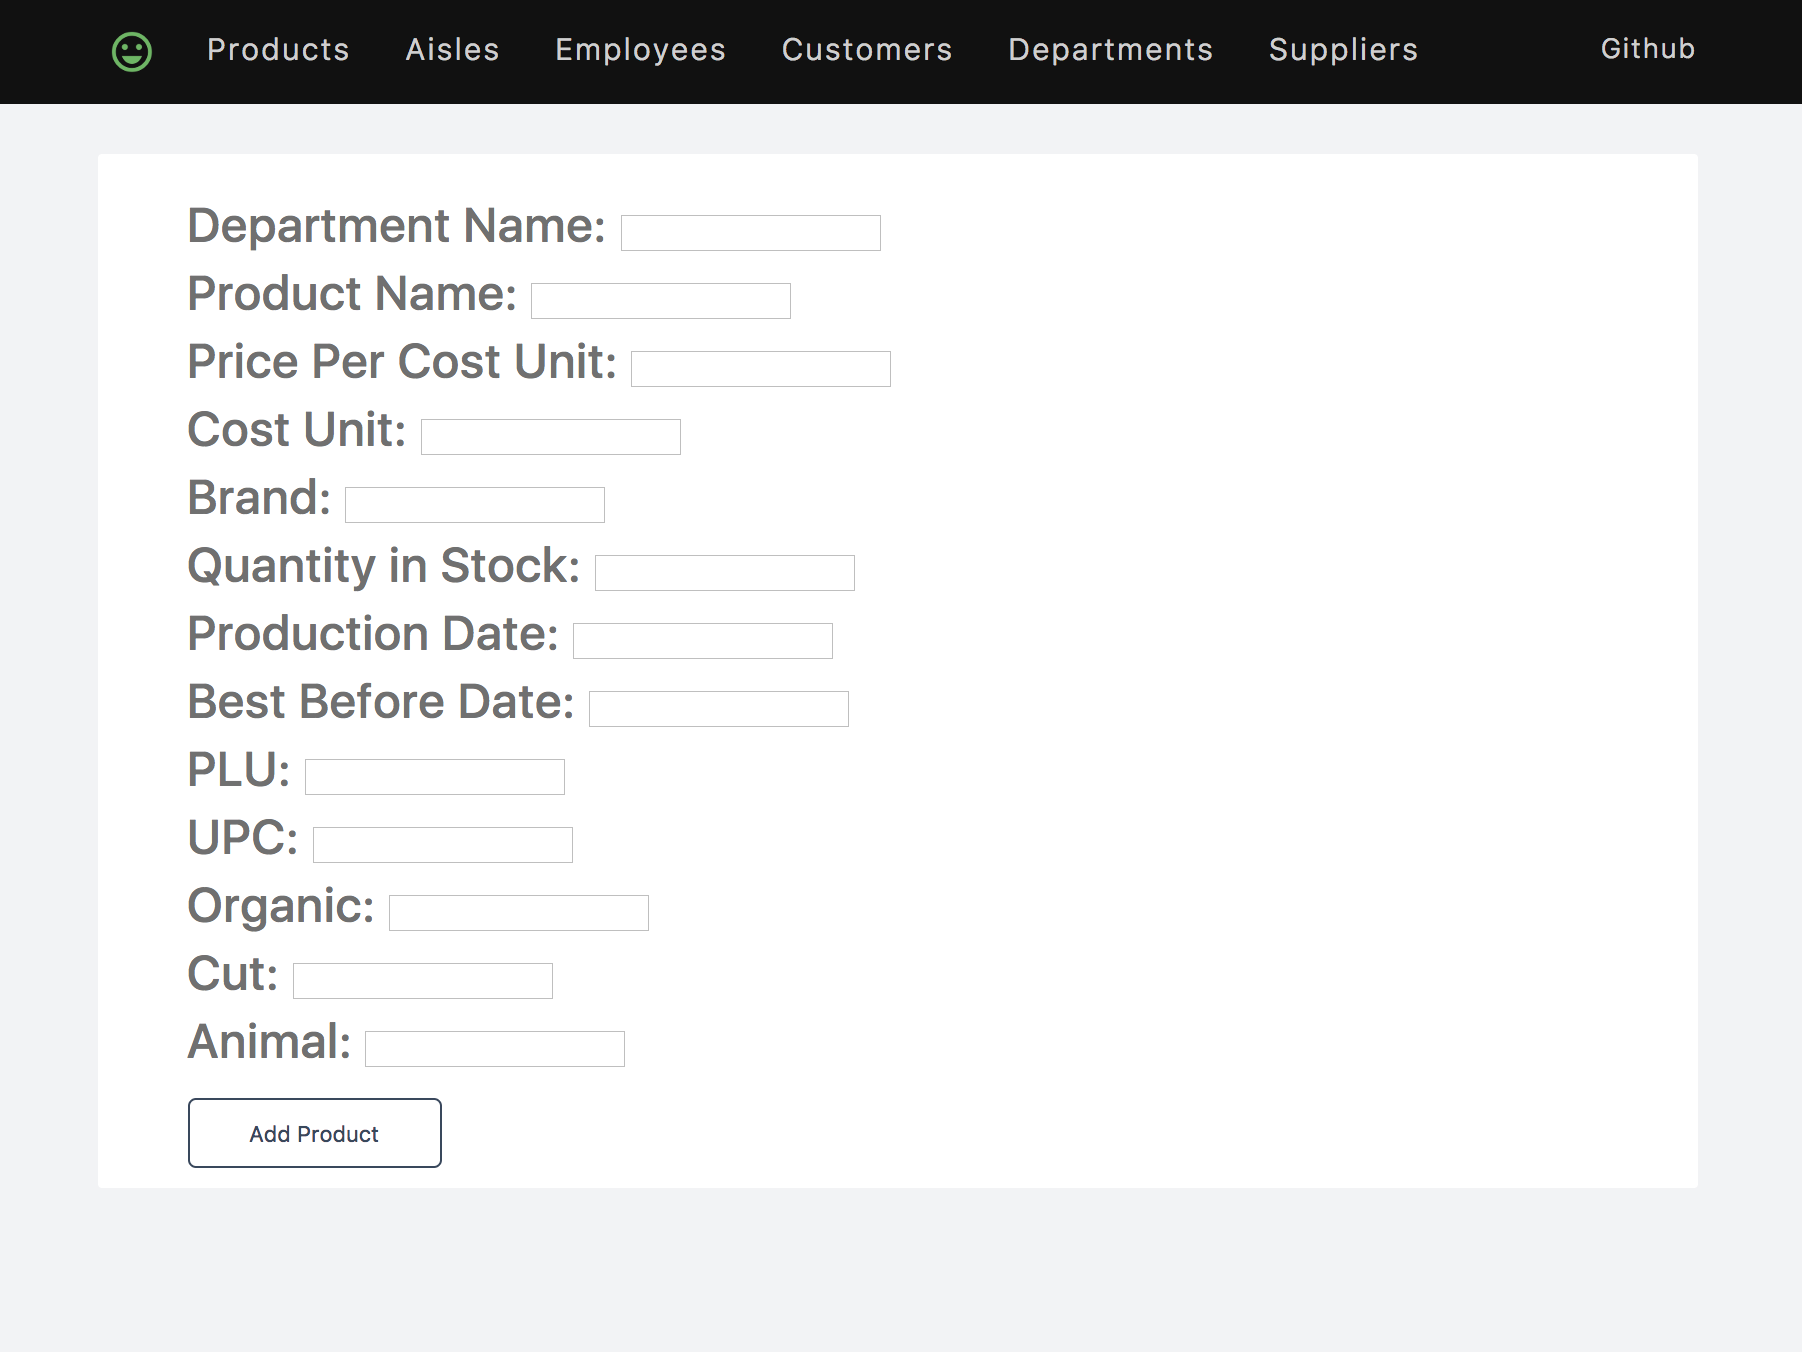 Products Aisles Employees Customers Departments Suppliers Github
Department Name:
Product Name:
Price Per Cost Unit:
Cost Unit:
Brand:
Quantity in Stock:
Production Date:
Best Before Date:
PLU:
UPC:
Organic:
Cut:
Animal:
Add Product